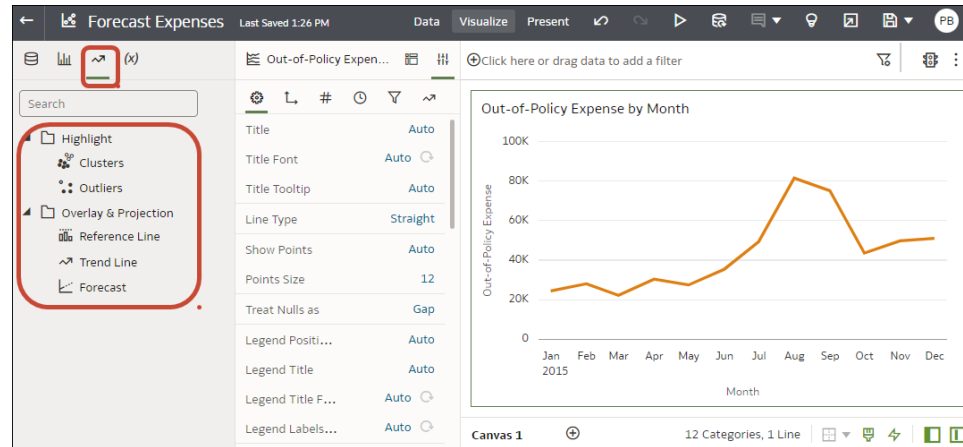 Forecast Expenses Last Saved 1:26 PM Data Visualize Present PB
(x) Out-of-Policy Expen... Click here or drag data to add a filter
Search
Highlight
Clusters
Outliers
Overlay & Projection
Reference Line
Trend Line
Forecast
#
Title Auto
Title Font Auto
Title Tooltip Auto
Line Type Straight
Show Points Auto
Points Size 12
Treat Nulls as Gap
Legend Positi... Auto
Legend Title Auto
Legend Title F... Auto
Legend Labels... Auto
Out-of-Policy Expense by Month
Out-of-Policy Expense
100K
80K
60K
40K
20K
0
Jan Feb Mar Apr May Jun Jul Aug Sep Oct Nov Dec
2015
Month
Canvas 1 12 Categories, 1 Line